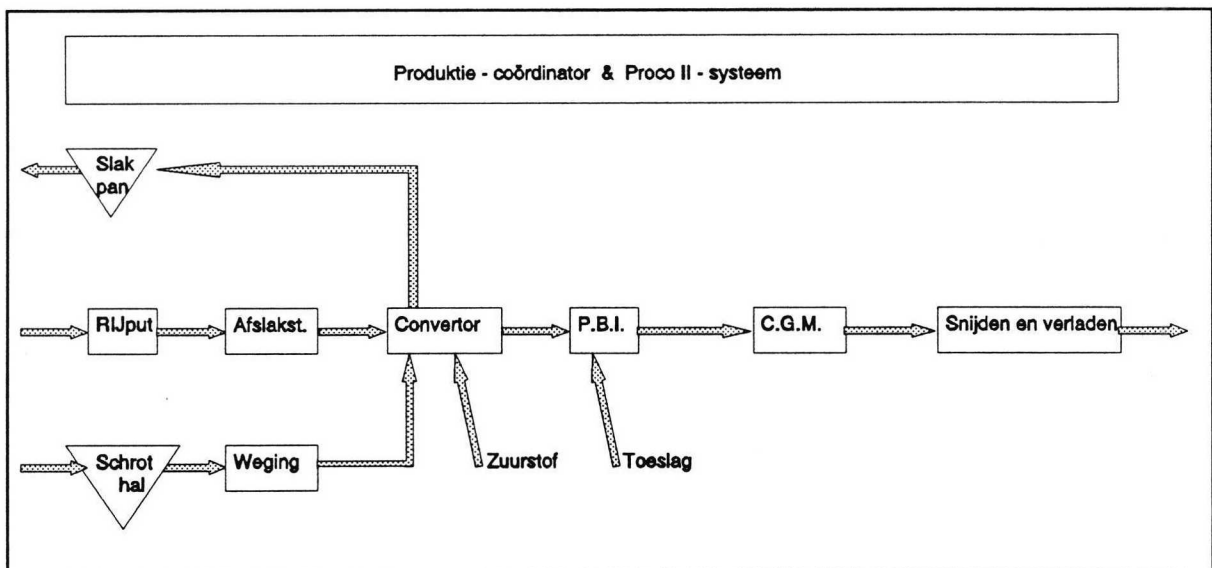 Produktie - coördinator & Proco II - systeem
Slak
pan
RIJput
Afslakst.
Convertor
P.B.I.
C.G.M.
Snijden en verladen
Schrot
hal
Weging
Zuurstof
Toeslag